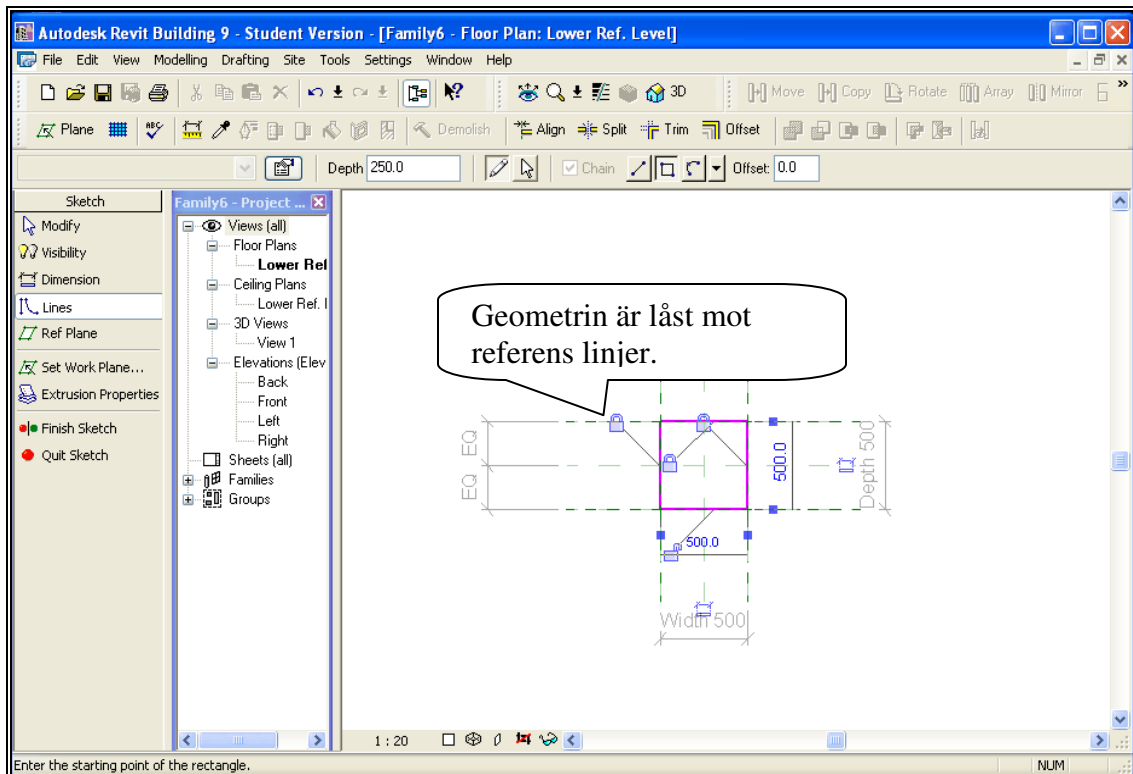 Autodesk Revit Building 9 - Student Version - [Family6 - Floor Plan: Lower Ref. Level]
File Edit View Modelling Drafting Site Tools Settings Window Help
3D Move Copy Rotate Array Mirror
Plane ABC Demolish Align Split Trim Offset
Depth 250.0 Chain Offset: 0.0
Sketch
Modify
Visibility
Dimension
Lines
Ref Plane
Set Work Plane...
Extrusion Properties
Finish Sketch
Quit Sketch
Family6 - Project ...
Views (all)
Floor Plans
Lower Ref
Ceiling Plans
Lower Ref. l
3D Views
View 1
Elevations (Elev
Back
Front
Left
Right
Sheets (all)
Families
Groups
Geometrin är låst mot
referens linjer.
EQ
EQ
500.0
Depth 500
500.0
Width 500
1 : 20
Enter the starting point of the rectangle. NUM